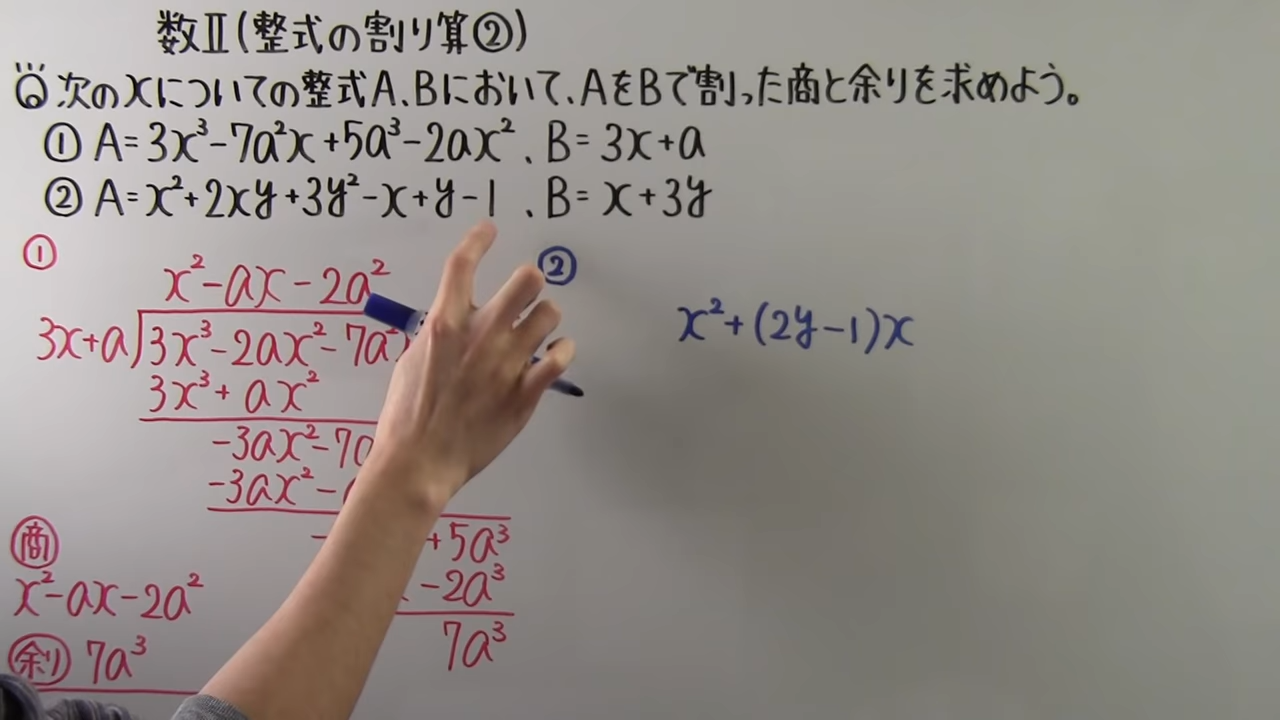 数Ⅱ(整式の割り算②)
Q 次のxについての整式A、Bにおいて、AをBで割った商と余りを求めよう。
① A=3x³-7a²x+5a³-2ax²、B=3x+a
② A=x²+2xy+3y²-x+y-1、B=x+3y
①
x²-ax-2a²
3x+a)3x³-2ax²-7a²
3x³+ax²
-3ax²-7a
-3ax²-
+5a³
-2a³
7a³
商
x²-ax-2a²
余り 7a³
②
x²+(2y-1)x